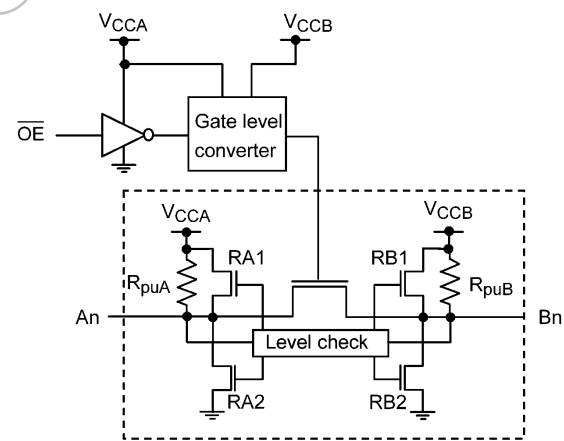 VCCA
VCCB
OE
Gate level
converter
VCCA
VCCB
RA1
RB1
RpuA
RpuB
An
Bn
Level check
RA2
RB2